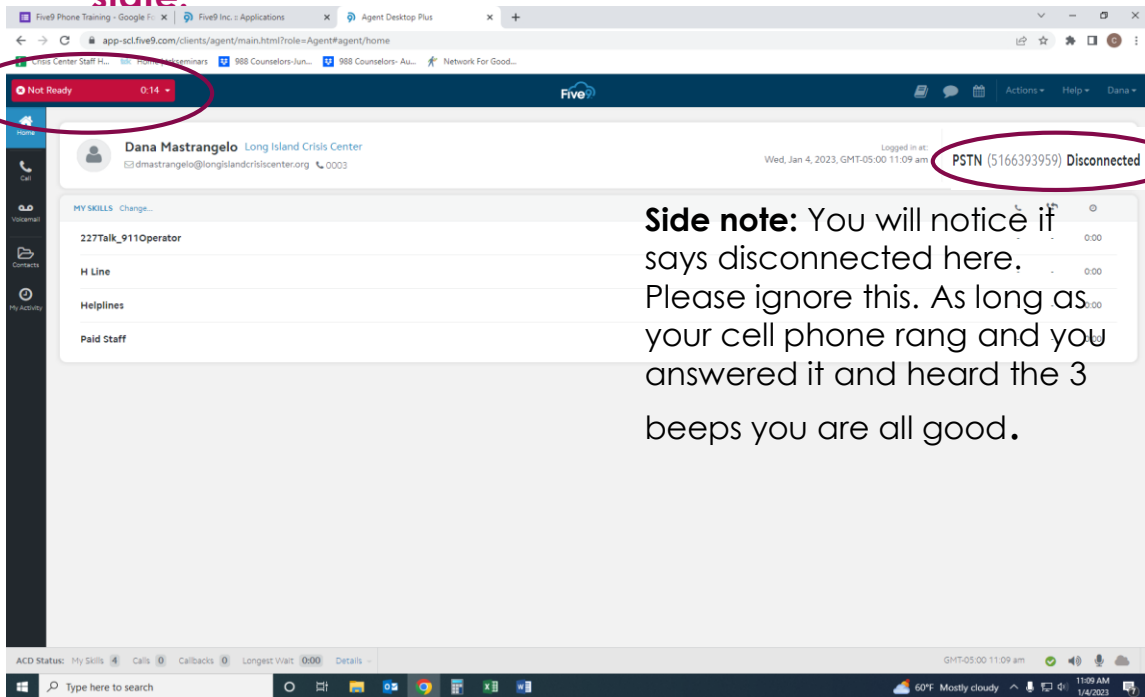 state.
Five9 Phone Training - Google Fo
Five9 Inc. :: Applications
Agent Desktop Plus
app-scl.five9.com/clients/agent/main.html?role=Agent#agent/home
Crisis Center Staff H...
988 Counselors-Jun...
988 Counselors- Au...
Network For Good...
Not Ready 0:14
Five9
Actions Help Dana
Home
Call
Voicemail
Contacts
My Activity
Dana Mastrangelo Long Island Crisis Center
dmastrangelo@longislandcrisiscenter.org 0003
Logged in at:
Wed, Jan 4, 2023, GMT-05:00 11:09 am
PSTN (5166393959) Disconnected
MY SKILLS Change...
227Talk_911Operator - - 0:00
H Line - - 0:00
Helplines 0:00
Paid Staff 0:00
Side note: You will notice it
says disconnected here.
Please ignore this. As long as
your cell phone rang and you
answered it and heard the 3
beeps you are all good.
ACD Status: My Skills 4 Calls 0 Callbacks 0 Longest Wait 0:00 Details
GMT-05:00 11:09 am
Type here to search
60°F Mostly cloudy
11:09 AM
1/4/2023